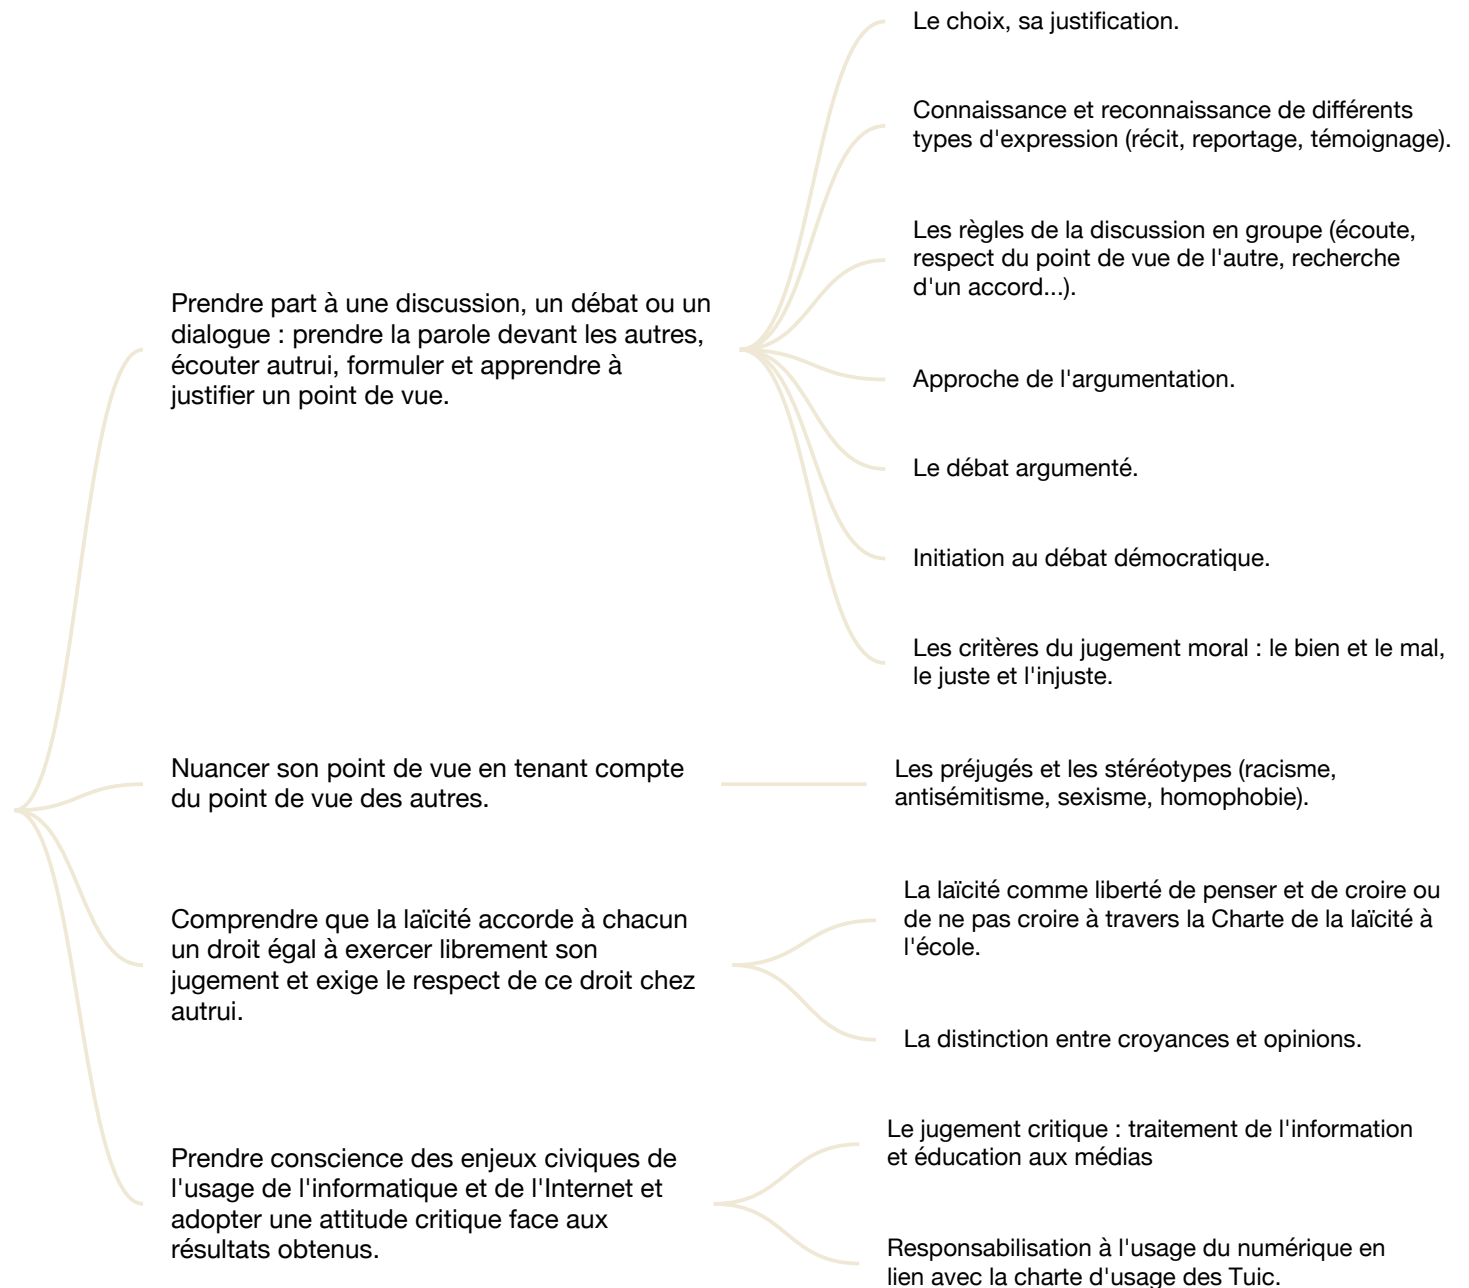 Prendre part à une discussion, un débat ou un
dialogue : prendre la parole devant les autres,
écouter autrui, formuler et apprendre à
justifier un point de vue.
Le choix, sa justification.
Connaissance et reconnaissance de différents
types d'expression (récit, reportage, témoignage).
Les règles de la discussion en groupe (écoute,
respect du point de vue de l'autre, recherche
d'un accord...).
Approche de l'argumentation.
Le débat argumenté.
Initiation au débat démocratique.
Les critères du jugement moral : le bien et le mal,
le juste et l'injuste.
Nuancer son point de vue en tenant compte
du point de vue des autres.
Les préjugés et les stéréotypes (racisme,
antisémitisme, sexisme, homophobie).
Comprendre que la laïcité accorde à chacun
un droit égal à exercer librement son
jugement et exige le respect de ce droit chez
autrui.
La laïcité comme liberté de penser et de croire ou
de ne pas croire à travers la Charte de la laïcité à
l'école.
La distinction entre croyances et opinions.
Prendre conscience des enjeux civiques de
l'usage de l'informatique et de l'Internet et
adopter une attitude critique face aux
résultats obtenus.
Le jugement critique : traitement de l'information
et éducation aux médias
Responsabilisation à l'usage du numérique en
lien avec la charte d'usage des Tuic.